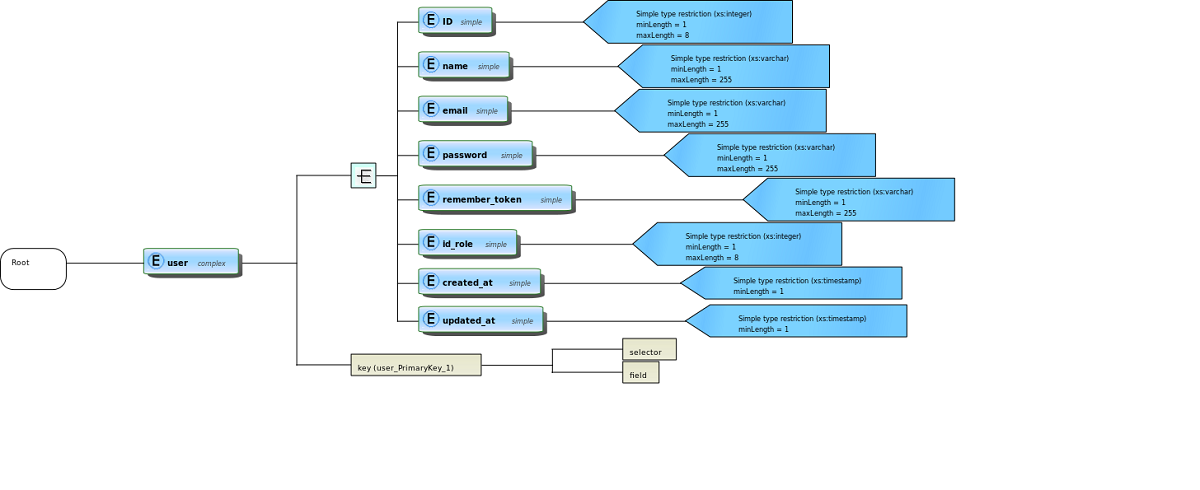 E ID simple
Simple type restriction (xs:integer)
minLength = 1
maxLength = 8
E name simple
Simple type restriction (xs:varchar)
minLength = 1
maxLength = 255
E email simple
Simple type restriction (xs:varchar)
minLength = 1
maxLength = 255
E password simple
Simple type restriction (xs:varchar)
minLength = 1
maxLength = 255
E remember_token simple
Simple type restriction (xs:varchar)
minLength = 1
maxLength = 255
E id_role simple
Simple type restriction (xs:integer)
minLength = 1
maxLength = 8
Root
E user complex
E created_at simple
Simple type restriction (xs:timestamp)
minLength = 1
E updated_at simple
Simple type restriction (xs:timestamp)
minLength = 1
key (user_PrimaryKey_1)
selector
field